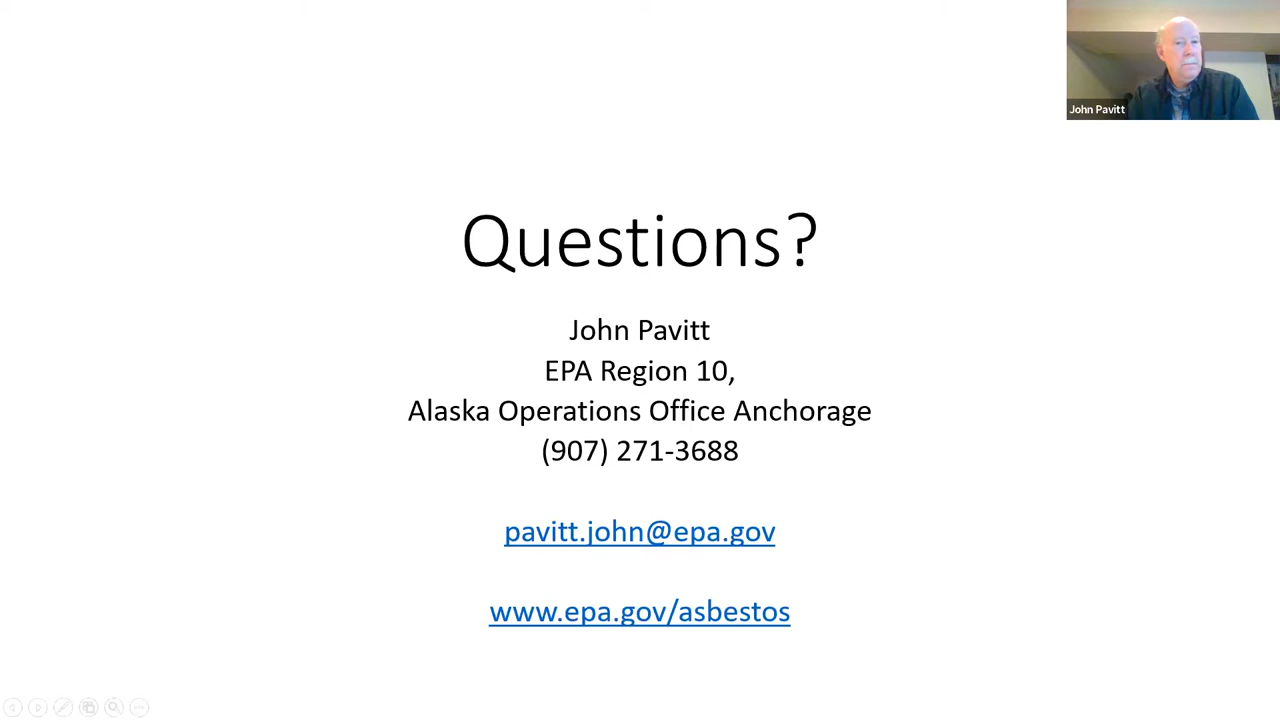 John Pavitt
Questions?
John Pavitt
EPA Region 10,
Alaska Operations Office Anchorage
(907) 271-3688
pavitt.john@epa.gov
www.epa.gov/asbestos